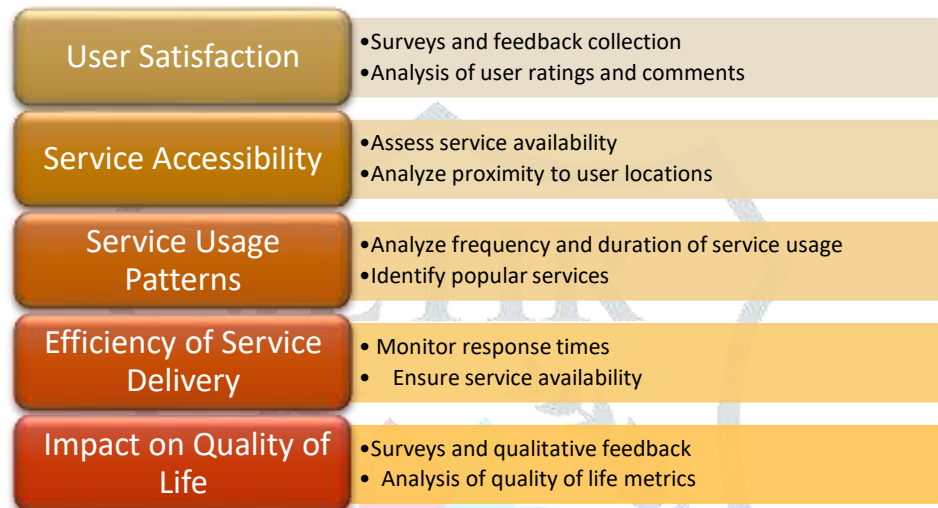 User Satisfaction
•Surveys and feedback collection
•Analysis of user ratings and comments
Service Accessibility
•Assess service availability
•Analyze proximity to user locations
Service Usage
Patterns
•Analyze frequency and duration of service usage
•Identify popular services
Efficiency of Service
Delivery
• Monitor response times
• Ensure service availability
Impact on Quality of
Life
•Surveys and qualitative feedback
• Analysis of quality of life metrics